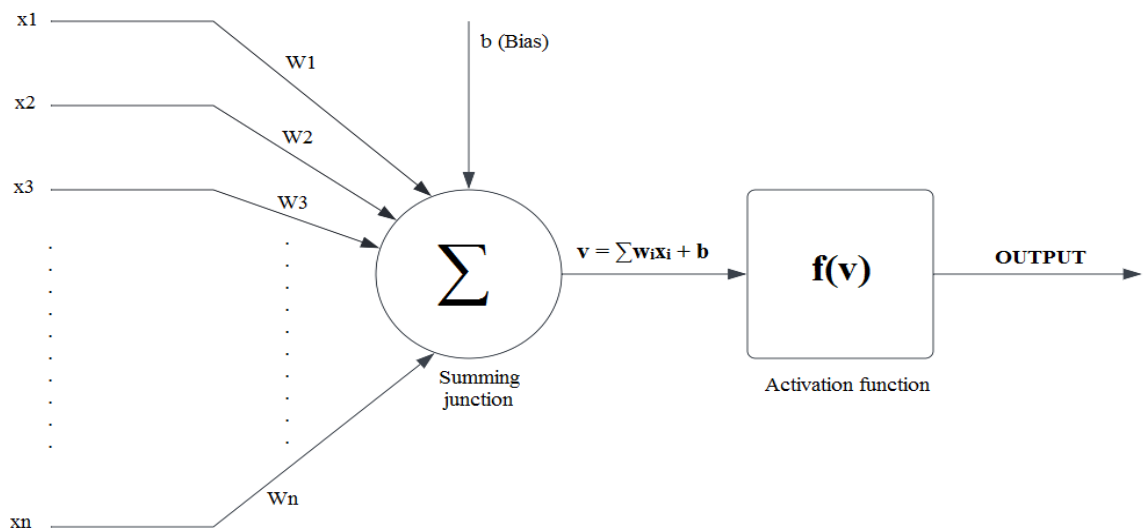 x1
b (Bias)
W1
x2
W2
x3
W3
∑
v = ∑wᵢxᵢ + b
f(v)
OUTPUT
Summing
junction
Activation function
Wn
xn